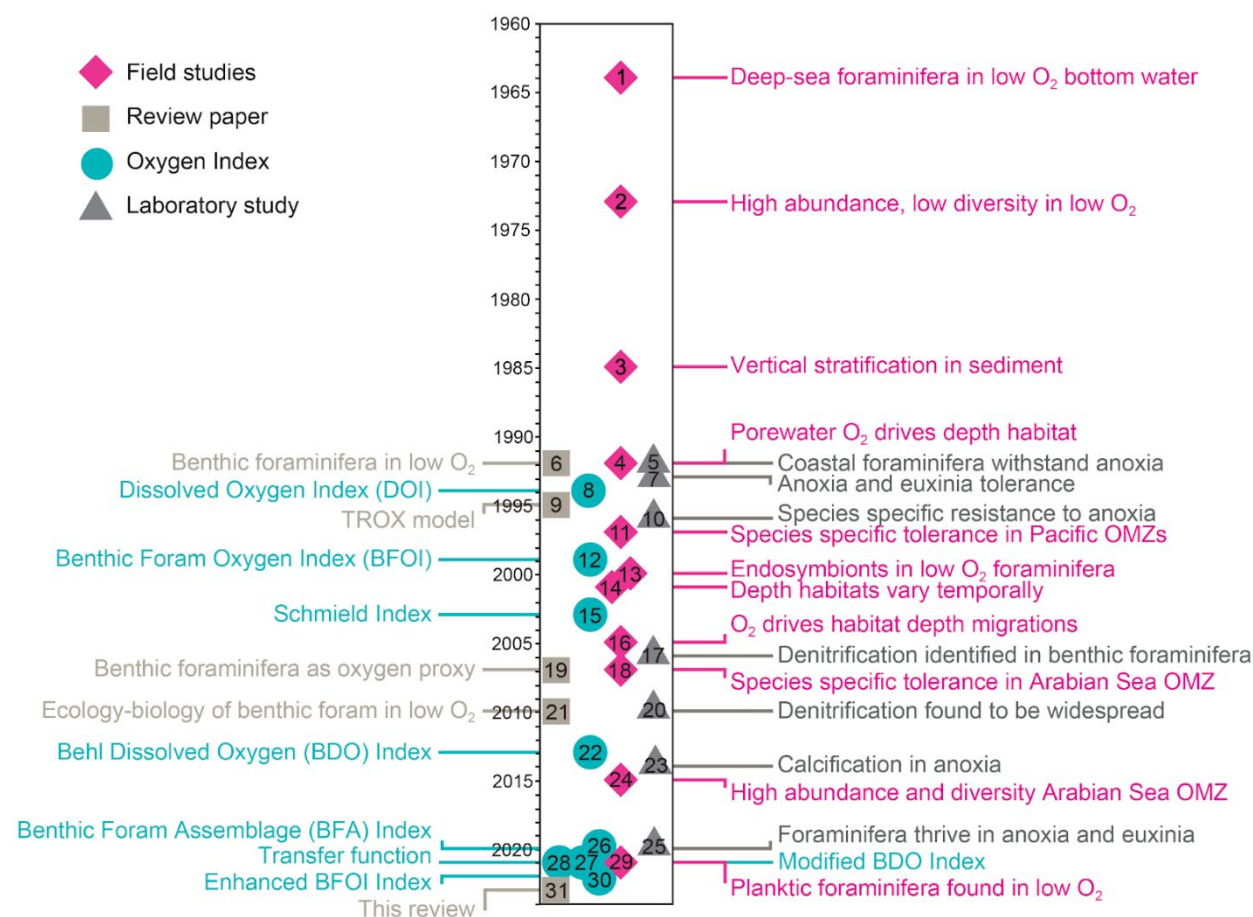 Field studies
Review paper
Oxygen Index
Laboratory study
1960
1965
1970
1975
1980
1985
1990
1995
2000
2005
2010
2015
2020
1
2
3
4
5
6
7
8
9
10
11
12
13
14
15
16
17
18
19
20
21
22
23
24
25
26
28
27
29
30
31
Benthic foraminifera in low O₂
Dissolved Oxygen Index (DOI)
TROX model
Benthic Foram Oxygen Index (BFOI)
Schmield Index
Benthic foraminifera as oxygen proxy
Ecology-biology of benthic foram in low O₂
Behl Dissolved Oxygen (BDO) Index
Benthic Foram Assemblage (BFA) Index
Transfer function
Enhanced BFOI Index
This review
Deep-sea foraminifera in low O₂ bottom water
High abundance, low diversity in low O₂
Vertical stratification in sediment
Porewater O₂ drives depth habitat
Coastal foraminifera withstand anoxia
Anoxia and euxinia tolerance
Species specific resistance to anoxia
Species specific tolerance in Pacific OMZs
Endosymbionts in low O₂ foraminifera
Depth habitats vary temporally
O₂ drives habitat depth migrations
Denitrification identified in benthic foraminifera
Species specific tolerance in Arabian Sea OMZ
Denitrification found to be widespread
Calcification in anoxia
High abundance and diversity Arabian Sea OMZ
Foraminifera thrive in anoxia and euxinia
Modified BDO Index
Planktic foraminifera found in low O₂